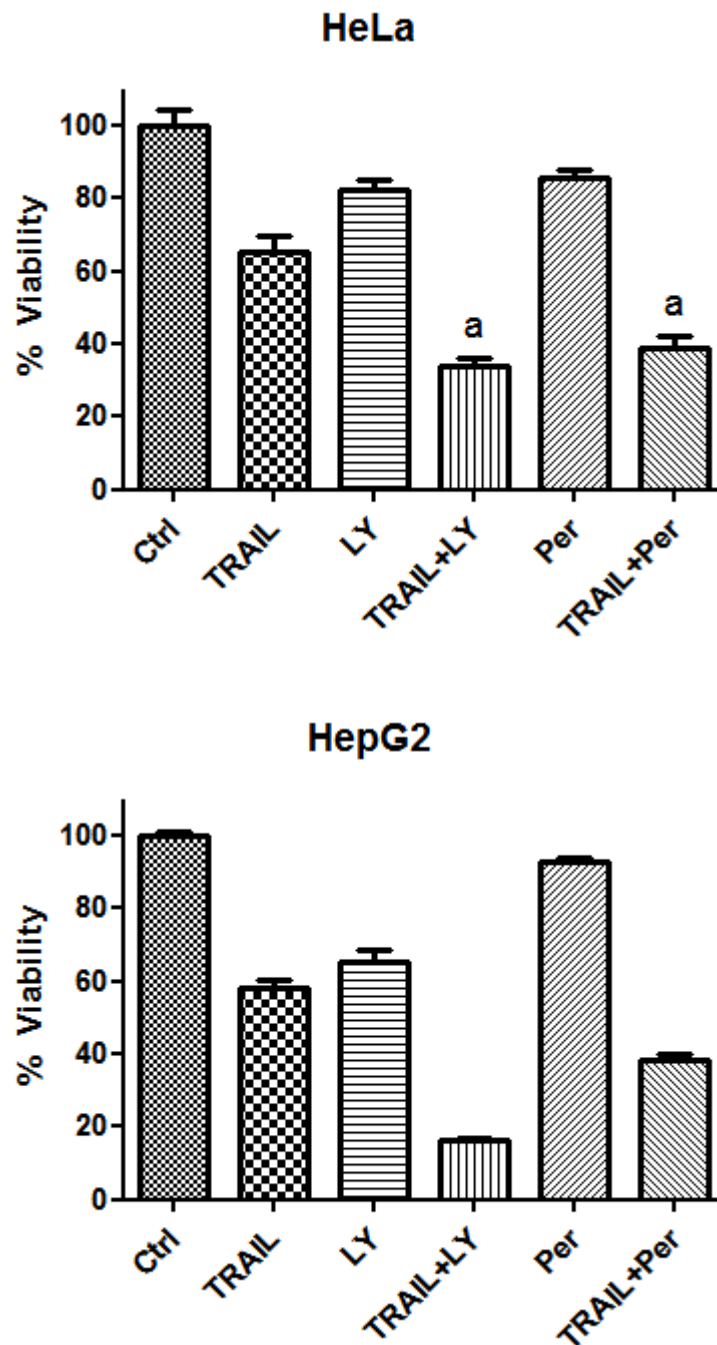 HeLa
% Viability
100
80
60
40
20
0
a
a
Ctrl
TRAIL
LY
TRAIL+LY
Per
TRAIL+Per
HepG2
% Viability
100
80
60
40
20
0
Ctrl
TRAIL
LY
TRAIL+LY
Per
TRAIL+Per